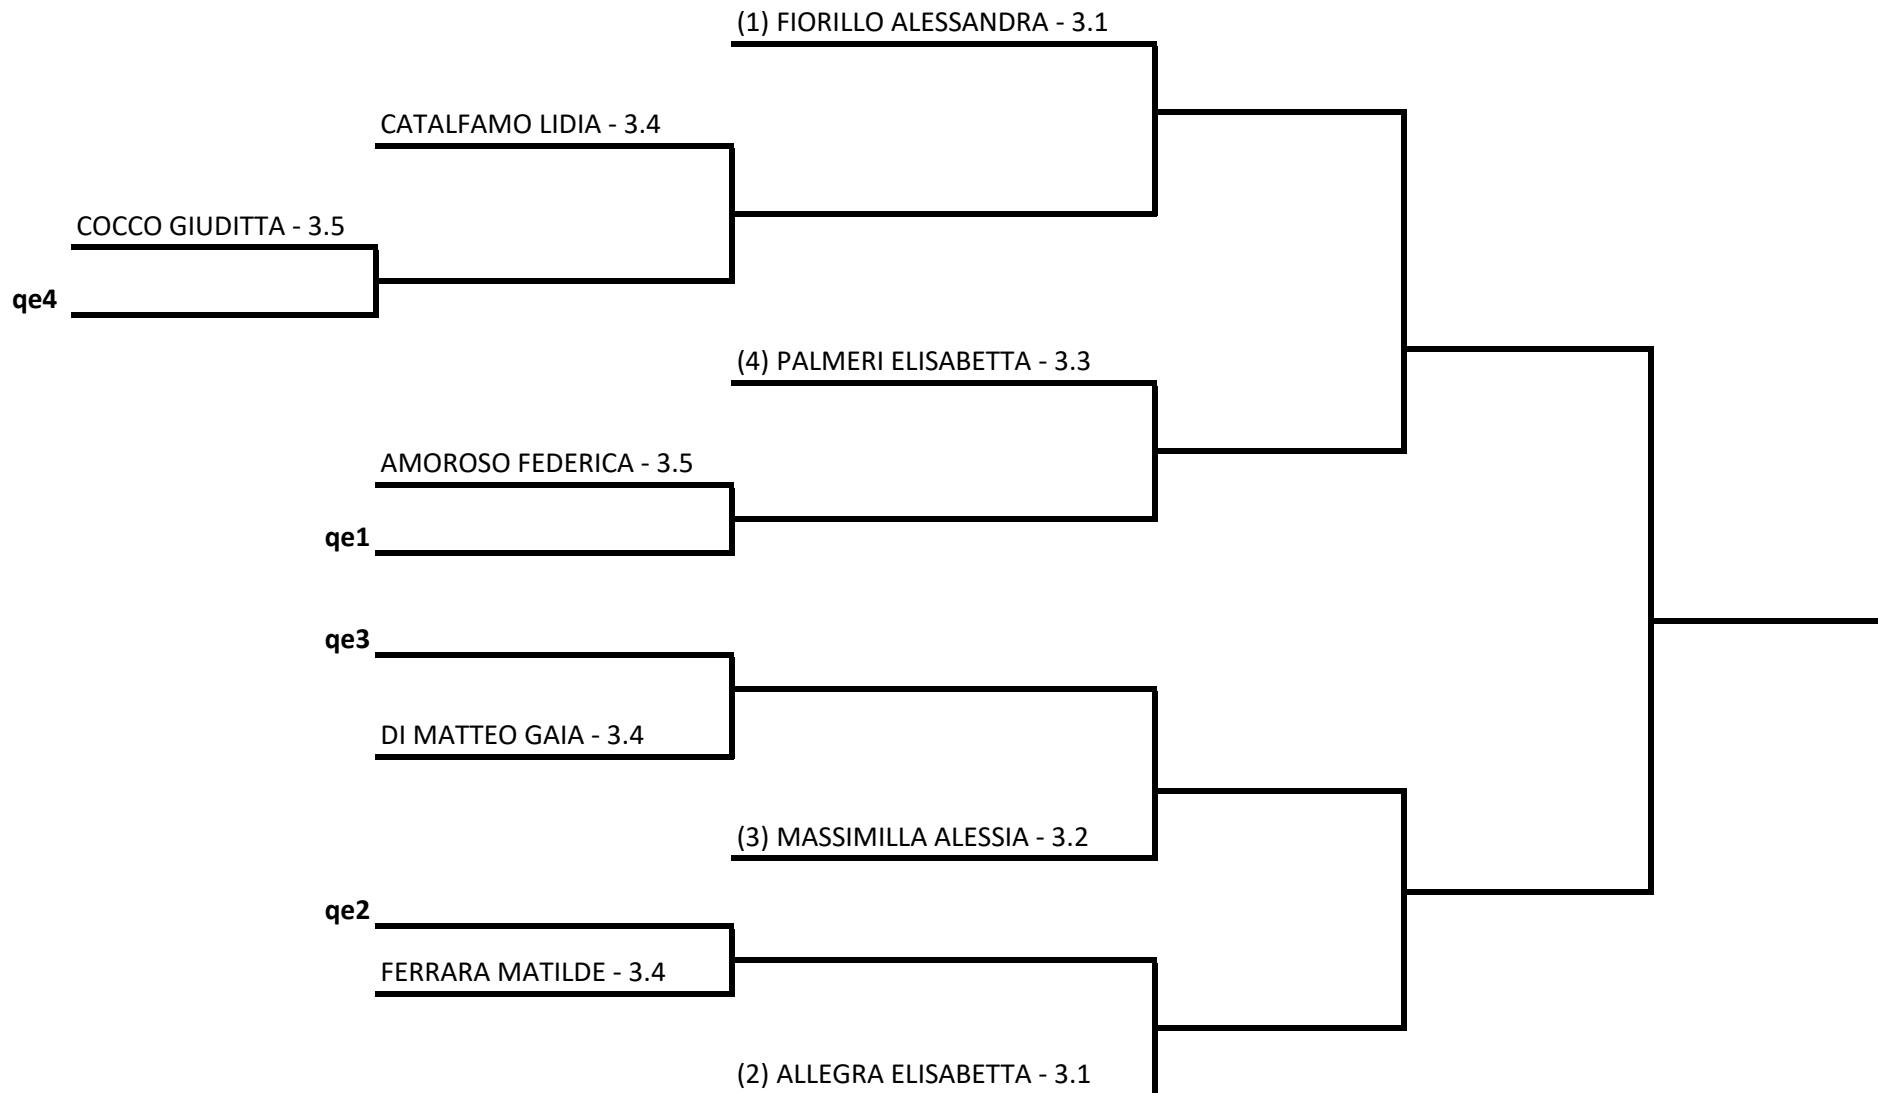 (1) FIORILLO ALESSANDRA - 3.1
CATALFAMO LIDIA - 3.4
COCCO GIUDITTA - 3.5
qe4
(4) PALMERI ELISABETTA - 3.3
AMOROSO FEDERICA - 3.5
qe1
qe3
DI MATTEO GAIA - 3.4
(3) MASSIMILLA ALESSIA - 3.2
qe2
FERRARA MATILDE - 3.4
(2) ALLEGRA ELISABETTA - 3.1